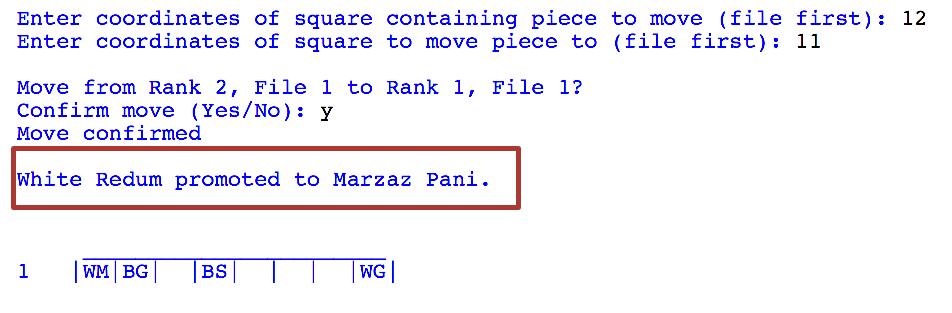 Enter coordinates of square containing piece to move (file first): 12
Enter coordinates of square to move piece to (file first): 11
Move from Rank 2, File 1 to Rank 1, File 1?
Confirm move (Yes/No): y
Move confirmed
White Redum promoted to Marzaz Pani.
1 |WM|BG| |BS| | | |WG|